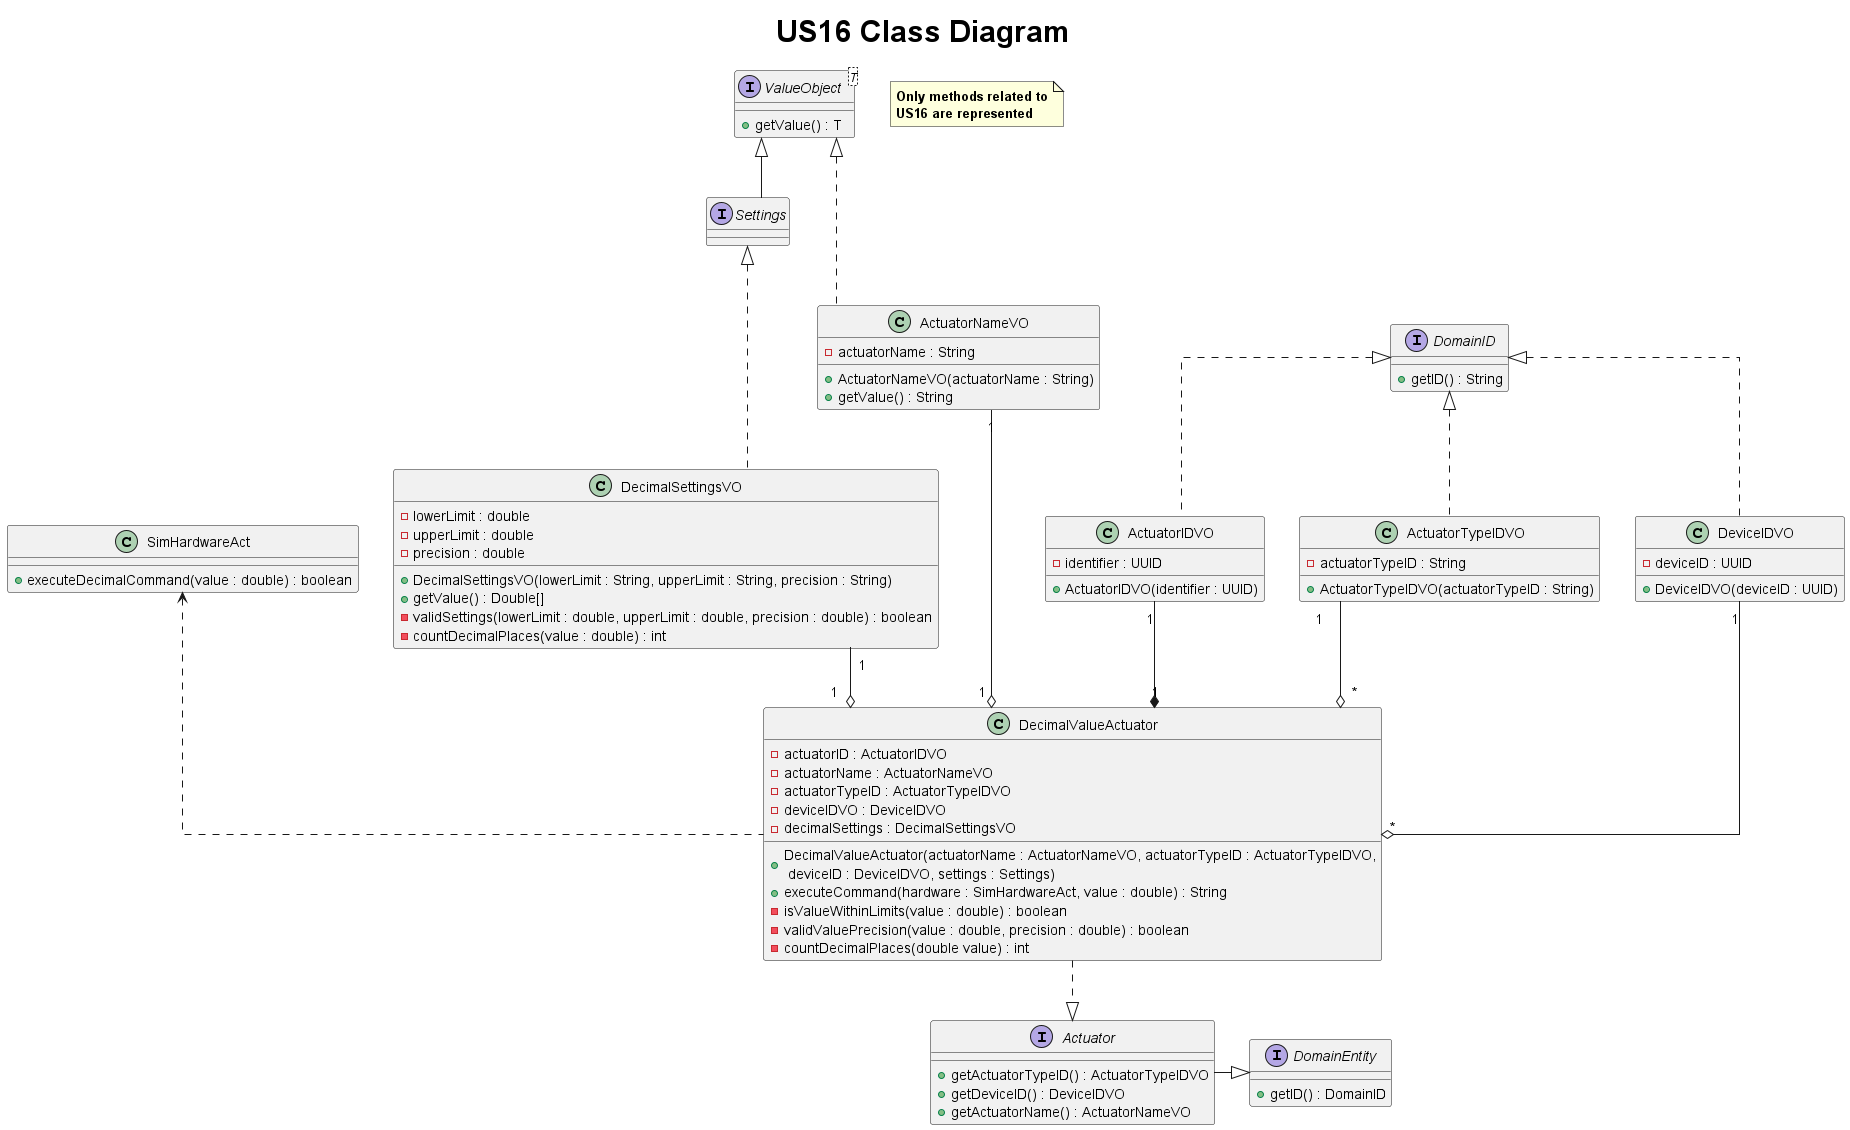 US16 Class Diagram
I ValueObject
T
getValue() : T
Only methods related to
US16 are represented
I Settings
C ActuatorNameVO
actuatorName : String
ActuatorNameVO(actuatorName : String)
getValue() : String
I DomainID
getID() : String
C DecimalSettingsVO
lowerLimit : double
upperLimit : double
precision : double
DecimalSettingsVO(lowerLimit : String, upperLimit : String, precision : String)
getValue() : Double[]
validSettings(lowerLimit : double, upperLimit : double, precision : double) : boolean
countDecimalPlaces(value : double) : int
C SimHardwareAct
executeDecimalCommand(value : double) : boolean
C ActuatorIDVO
identifier : UUID
ActuatorIDVO(identifier : UUID)
C ActuatorTypeIDVO
actuatorTypeID : String
ActuatorTypeIDVO(actuatorTypeID : String)
C DeviceIDVO
deviceID : UUID
DeviceIDVO(deviceID : UUID)
1
1
1
1
1
1
1
*
*
C DecimalValueActuator
actuatorID : ActuatorIDVO
actuatorName : ActuatorNameVO
actuatorTypeID : ActuatorTypeIDVO
deviceIDVO : DeviceIDVO
decimalSettings : DecimalSettingsVO
DecimalValueActuator(actuatorName : ActuatorNameVO, actuatorTypeID : ActuatorTypeIDVO,
deviceID : DeviceIDVO, settings : Settings)
executeCommand(hardware : SimHardwareAct, value : double) : String
isValueWithinLimits(value : double) : boolean
validValuePrecision(value : double, precision : double) : boolean
countDecimalPlaces(double value) : int
I Actuator
getActuatorTypeID() : ActuatorTypeIDVO
getDeviceID() : DeviceIDVO
getActuatorName() : ActuatorNameVO
I DomainEntity
getID() : DomainID